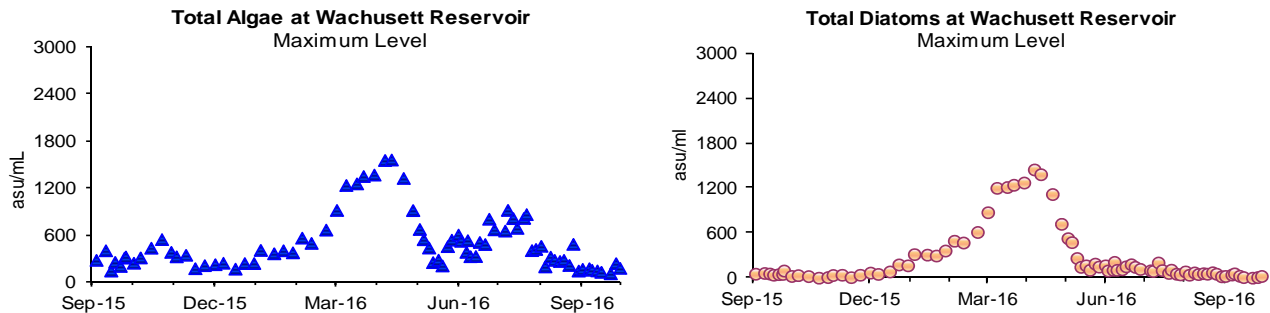 Total Algae at Wachusett Reservoir
Maximum Level
3000
2400
1800
1200
600
0
asu/mL
Sep-15
Dec-15
Mar-16
Jun-16
Sep-16
Total Diatoms at Wachusett Reservoir
Maximum Level
3000
2400
1800
1200
600
0
asu/ml
Sep-15
Dec-15
Mar-16
Jun-16
Sep-16